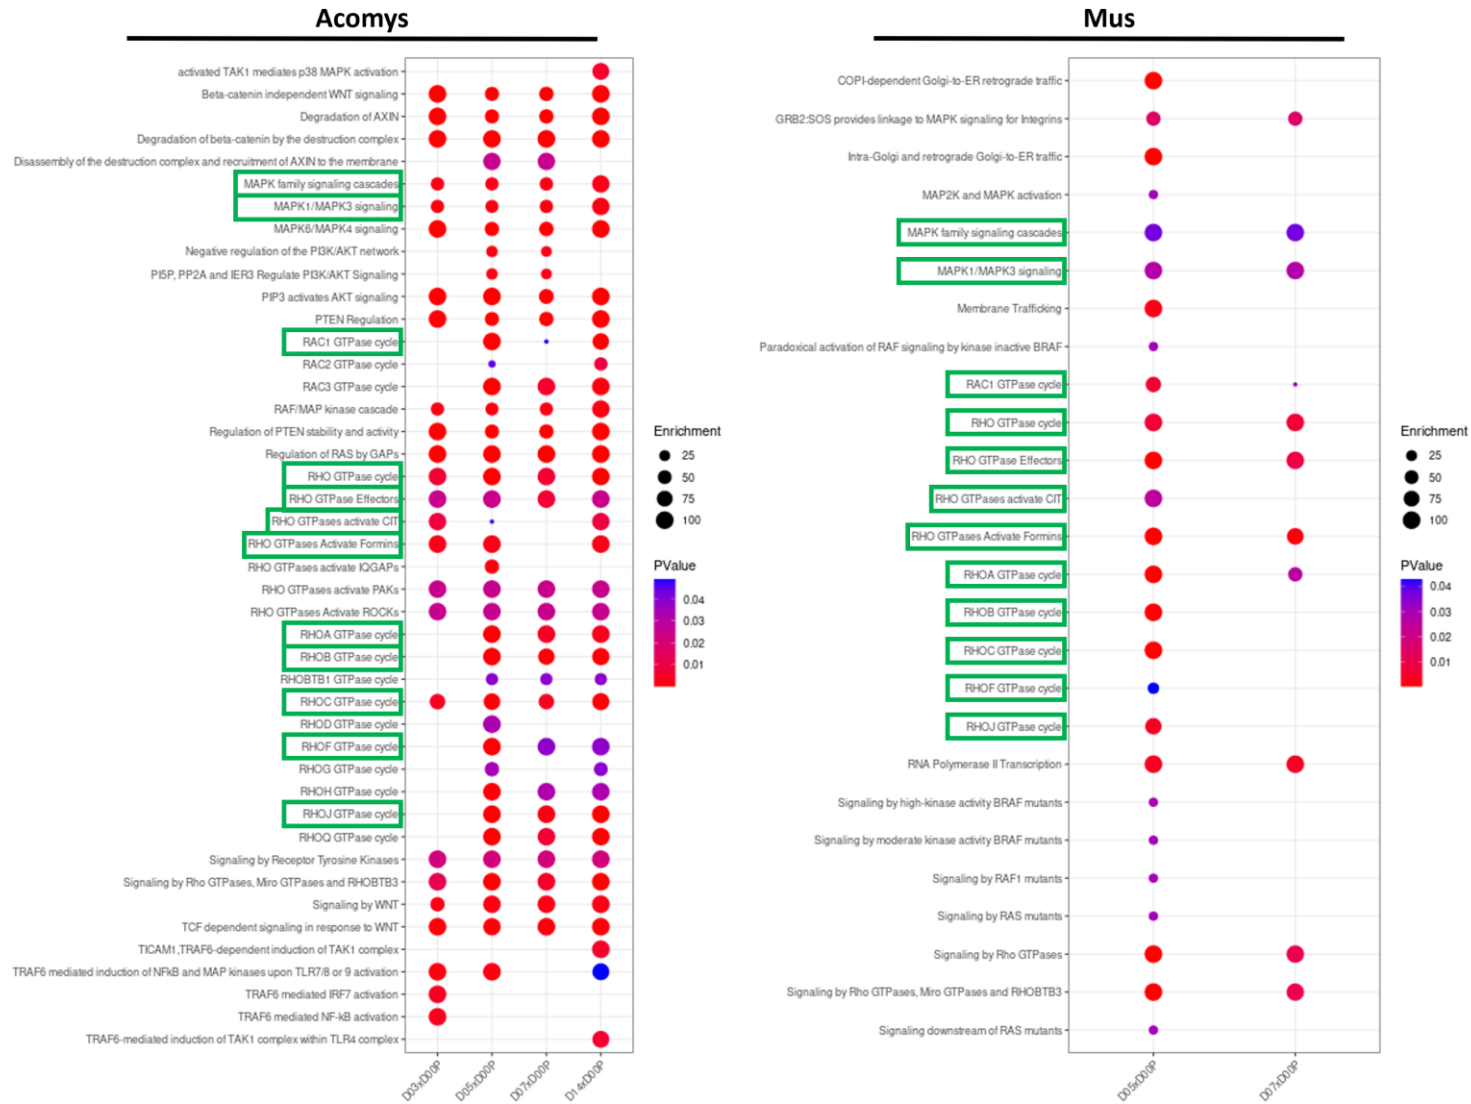 Acomys
activated TAK1 mediates p38 MAPK activation
Beta-catenin independent WNT signaling
Degradation of AXIN
Degradation of beta-catenin by the destruction complex
Disassembly of the destruction complex and recruitment of AXIN to the membrane
MAPK family signaling cascades
MAPK1/MAPK3 signaling
MAPK6/MAPK4 signaling
Negative regulation of the PI3K/AKT network
PI5P, PP2A and IER3 Regulate PI3K/AKT Signaling
PIP3 activates AKT signaling
PTEN Regulation
RAC1 GTPase cycle
RAC2 GTPase cycle
RAC3 GTPase cycle
RAF/MAP kinase cascade
Regulation of PTEN stability and activity
Regulation of RAS by GAPs
RHO GTPase cycle
RHO GTPase Effectors
RHO GTPases activate CIT
RHO GTPases Activate Formins
RHO GTPases activate IQGAPs
RHO GTPases activate PAKs
RHO GTPases Activate ROCKs
RHOA GTPase cycle
RHOB GTPase cycle
RHOBTB1 GTPase cycle
RHOC GTPase cycle
RHOD GTPase cycle
RHOF GTPase cycle
RHOG GTPase cycle
RHOH GTPase cycle
RHOJ GTPase cycle
RHOQ GTPase cycle
Signaling by Receptor Tyrosine Kinases
Signaling by Rho GTPases, Miro GTPases and RHOBTB3
Signaling by WNT
TCF dependent signaling in response to WNT
TICAM1,TRAF6-dependent induction of TAK1 complex
TRAF6 mediated induction of NFkB and MAP kinases upon TLR7/8 or 9 activation
TRAF6 mediated IRF7 activation
TRAF6 mediated NF-kB activation
TRAF6-mediated induction of TAK1 complex within TLR4 complex
D03xD00P
D05xD00P
D07xD00P
D14xD00P
Enrichment
25
50
75
100
PValue
0.04
0.03
0.02
0.01
Mus
COPI-dependent Golgi-to-ER retrograde traffic
GRB2:SOS provides linkage to MAPK signaling for Integrins
Intra-Golgi and retrograde Golgi-to-ER traffic
MAP2K and MAPK activation
MAPK family signaling cascades
MAPK1/MAPK3 signaling
Membrane Trafficking
Paradoxical activation of RAF signaling by kinase inactive BRAF
RAC1 GTPase cycle
RHO GTPase cycle
RHO GTPase Effectors
RHO GTPases activate CIT
RHO GTPases Activate Formins
RHOA GTPase cycle
RHOB GTPase cycle
RHOC GTPase cycle
RHOF GTPase cycle
RHOJ GTPase cycle
RNA Polymerase II Transcription
Signaling by high-kinase activity BRAF mutants
Signaling by moderate kinase activity BRAF mutants
Signaling by RAF1 mutants
Signaling by RAS mutants
Signaling by Rho GTPases
Signaling by Rho GTPases, Miro GTPases and RHOBTB3
Signaling downstream of RAS mutants
D05xD00P
D07xD00P
Enrichment
25
50
75
100
PValue
0.04
0.03
0.02
0.01